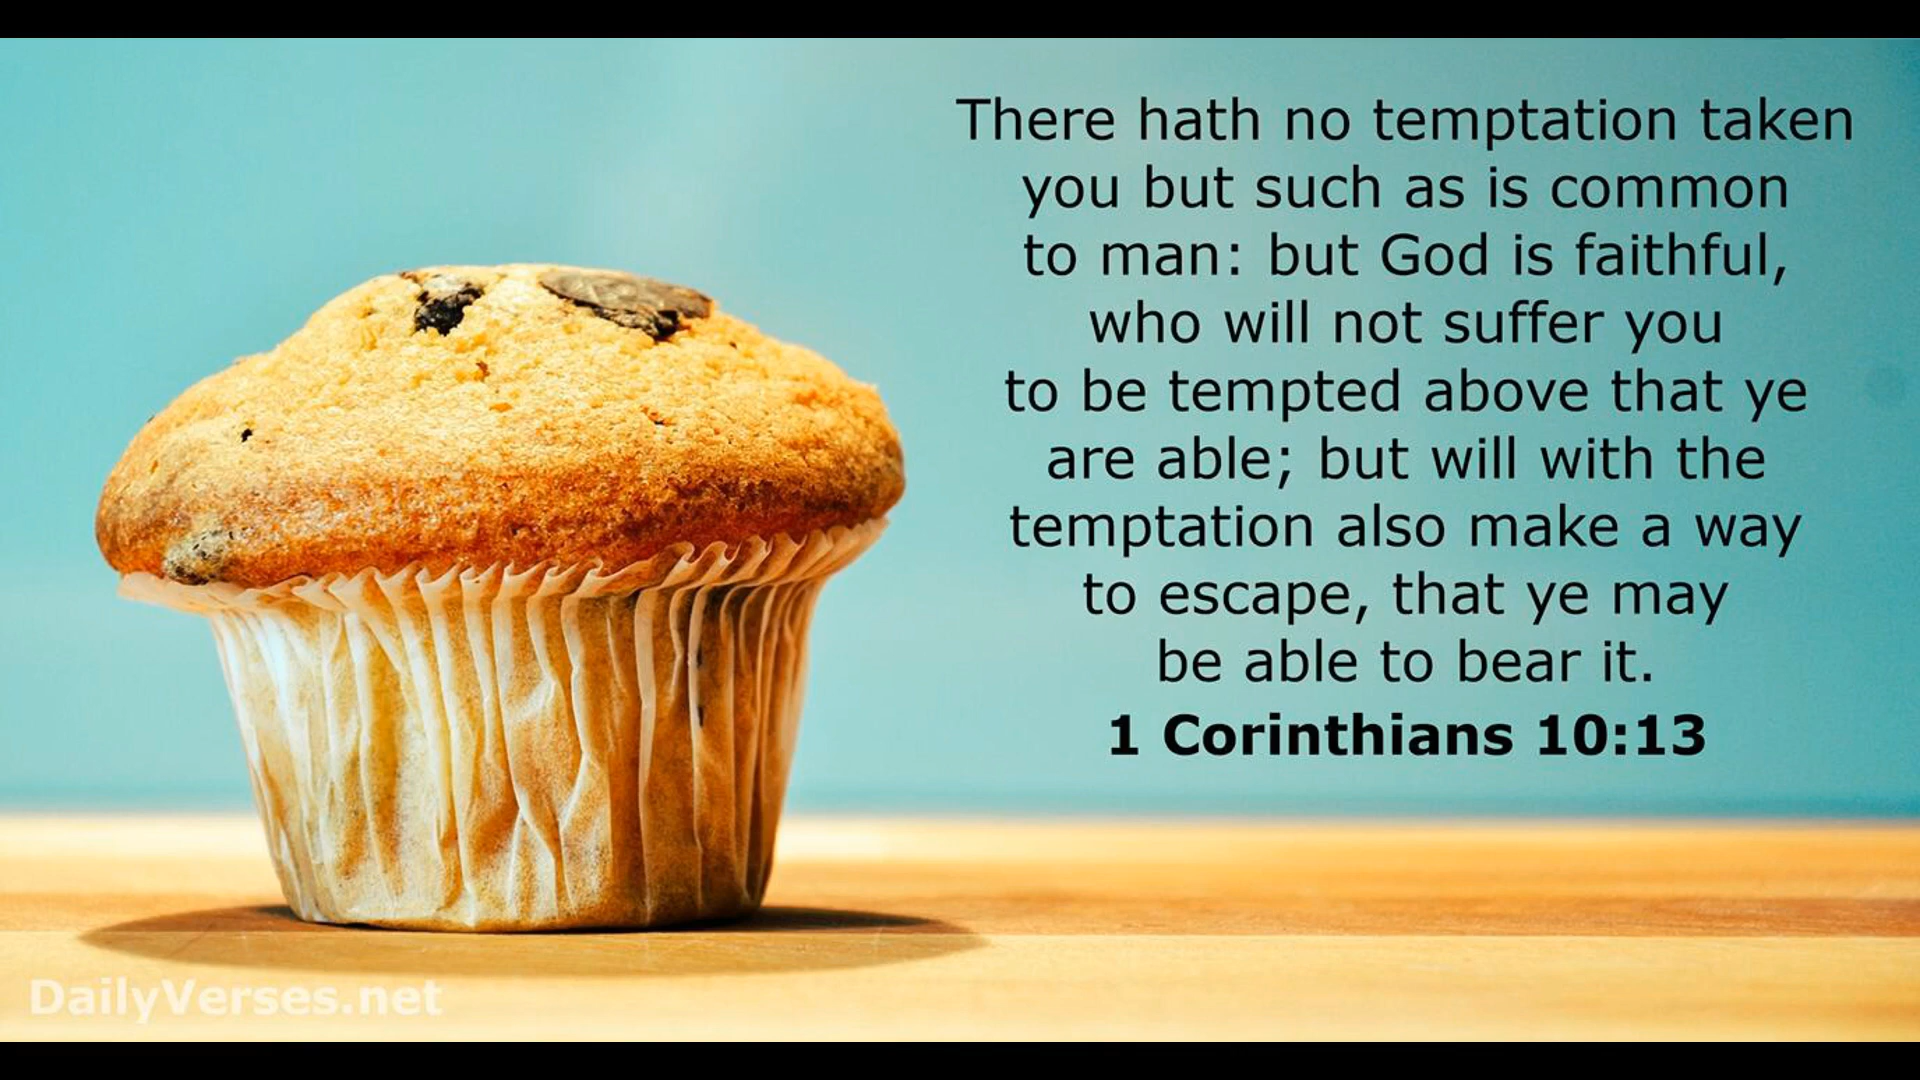 There hath no temptation taken
you but such as is common
to man: but God is faithful,
who will not suffer you
to be tempted above that ye
are able; but will with the
temptation also make a way
to escape, that ye may
be able to bear it.
1 Corinthians 10:13
DailyVerses.net